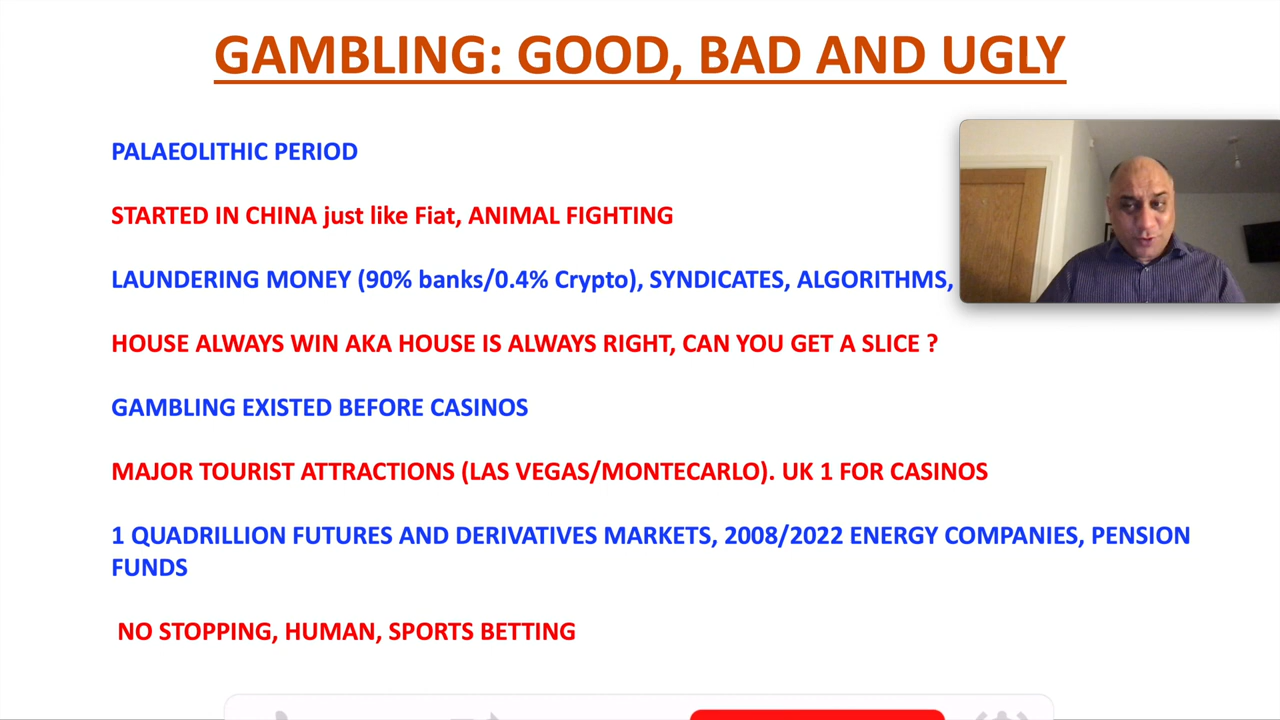 GAMBLING: GOOD, BAD AND UGLY
PALAEOLITHIC PERIOD
STARTED IN CHINA just like Fiat, ANIMAL FIGHTING
LAUNDERING MONEY (90% banks/0.4% Crypto), SYNDICATES, ALGORITHMS,
HOUSE ALWAYS WIN AKA HOUSE IS ALWAYS RIGHT, CAN YOU GET A SLICE ?
GAMBLING EXISTED BEFORE CASINOS
MAJOR TOURIST ATTRACTIONS (LAS VEGAS/MONTECARLO). UK 1 FOR CASINOS
1 QUADRILLION FUTURES AND DERIVATIVES MARKETS, 2008/2022 ENERGY COMPANIES, PENSION
FUNDS
NO STOPPING, HUMAN, SPORTS BETTING